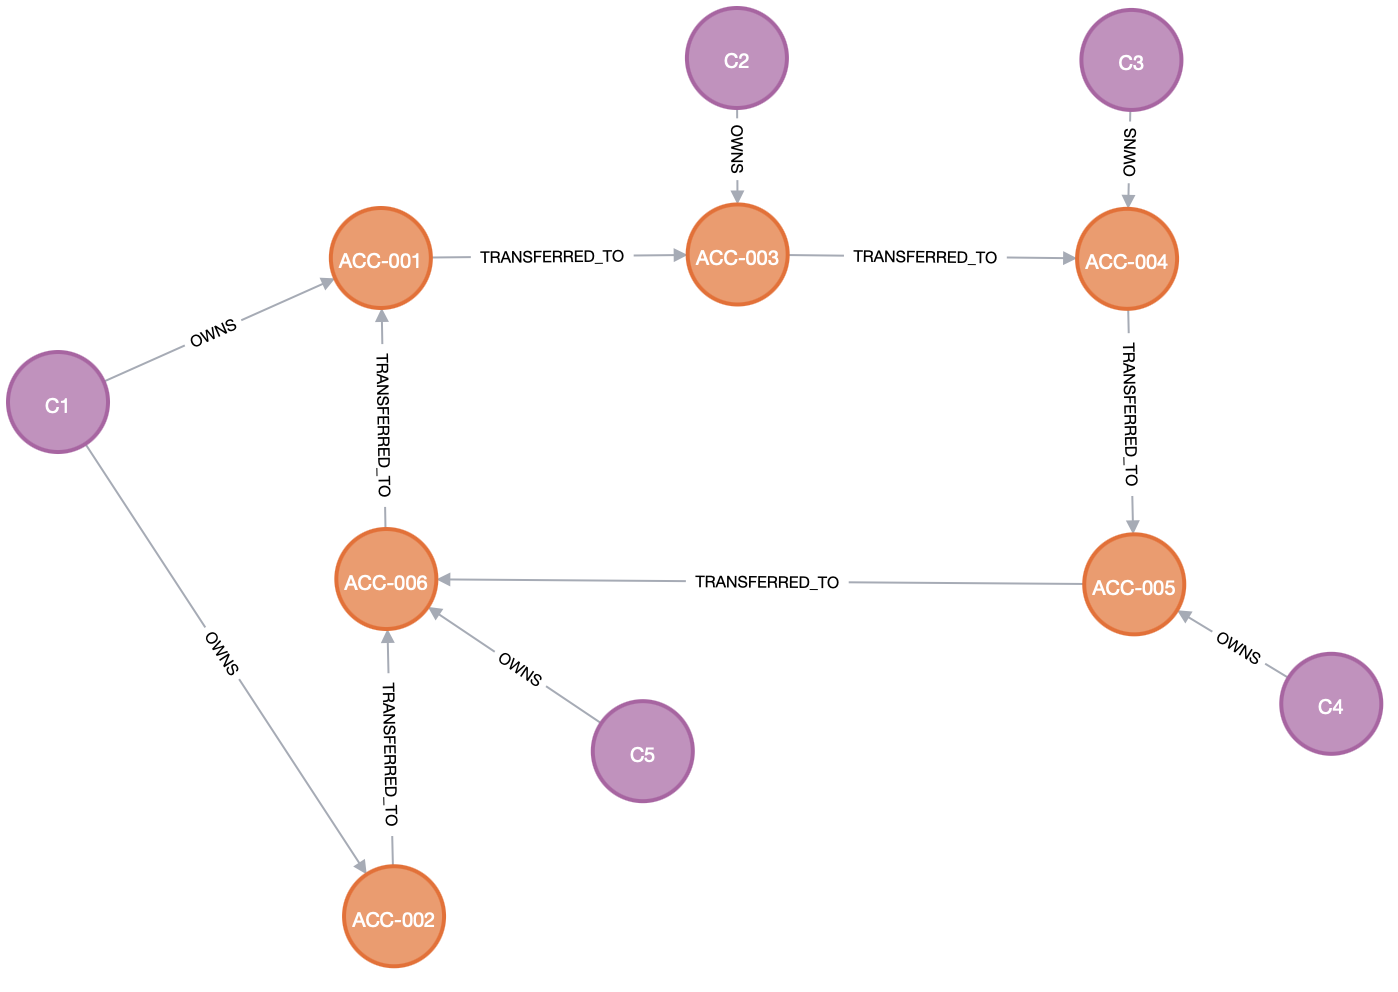 C2
C3
OWNS
OWNS
ACC-001
TRANSFERRED_TO
ACC-003
TRANSFERRED_TO
ACC-004
OWNS
C1
TRANSFERRED_TO
TRANSFERRED_TO
ACC-006
TRANSFERRED_TO
ACC-005
OWNS
OWNS
OWNS
C4
C5
TRANSFERRED_TO
ACC-002